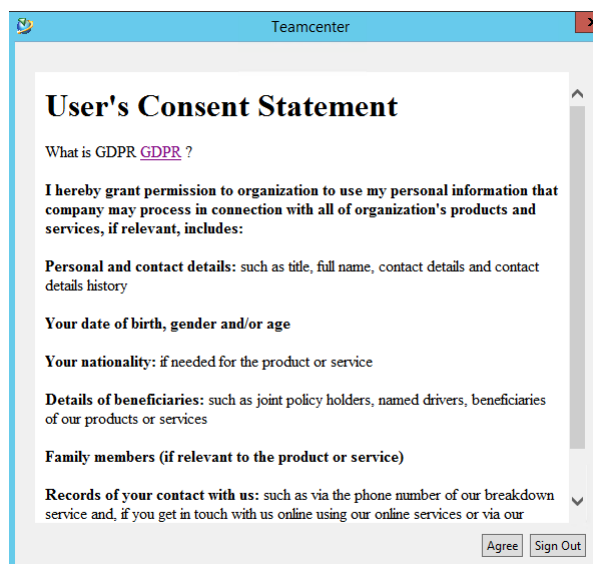 Teamcenter
User's Consent Statement
What is GDPR GDPR ?
I hereby grant permission to organization to use my personal information that
company may process in connection with all of organization's products and
services, if relevant, includes:
Personal and contact details: such as title, full name, contact details and contact
details history
Your date of birth, gender and/or age
Your nationality: if needed for the product or service
Details of beneficiaries: such as joint policy holders, named drivers, beneficiaries
of our products or services
Family members (if relevant to the product or service)
Records of your contact with us: such as via the phone number of our breakdown
service and, if you get in touch with us online using our online services or via our
Agree Sign Out